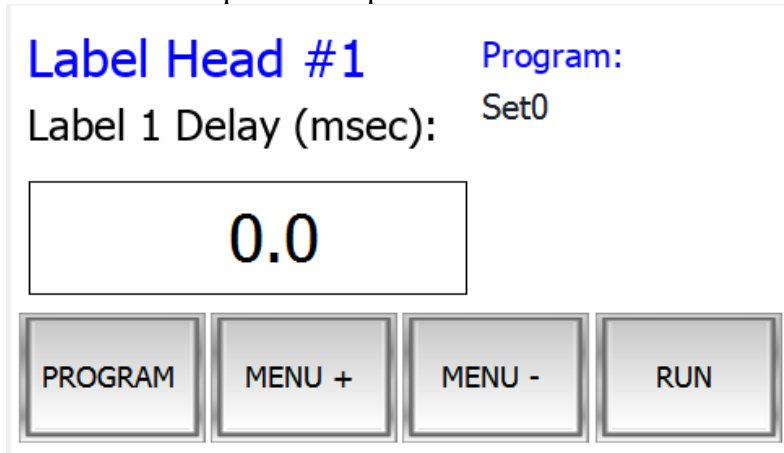 Label Head #1
Program:
Label 1 Delay (msec):
Set0
0.0
PROGRAM
MENU +
MENU -
RUN